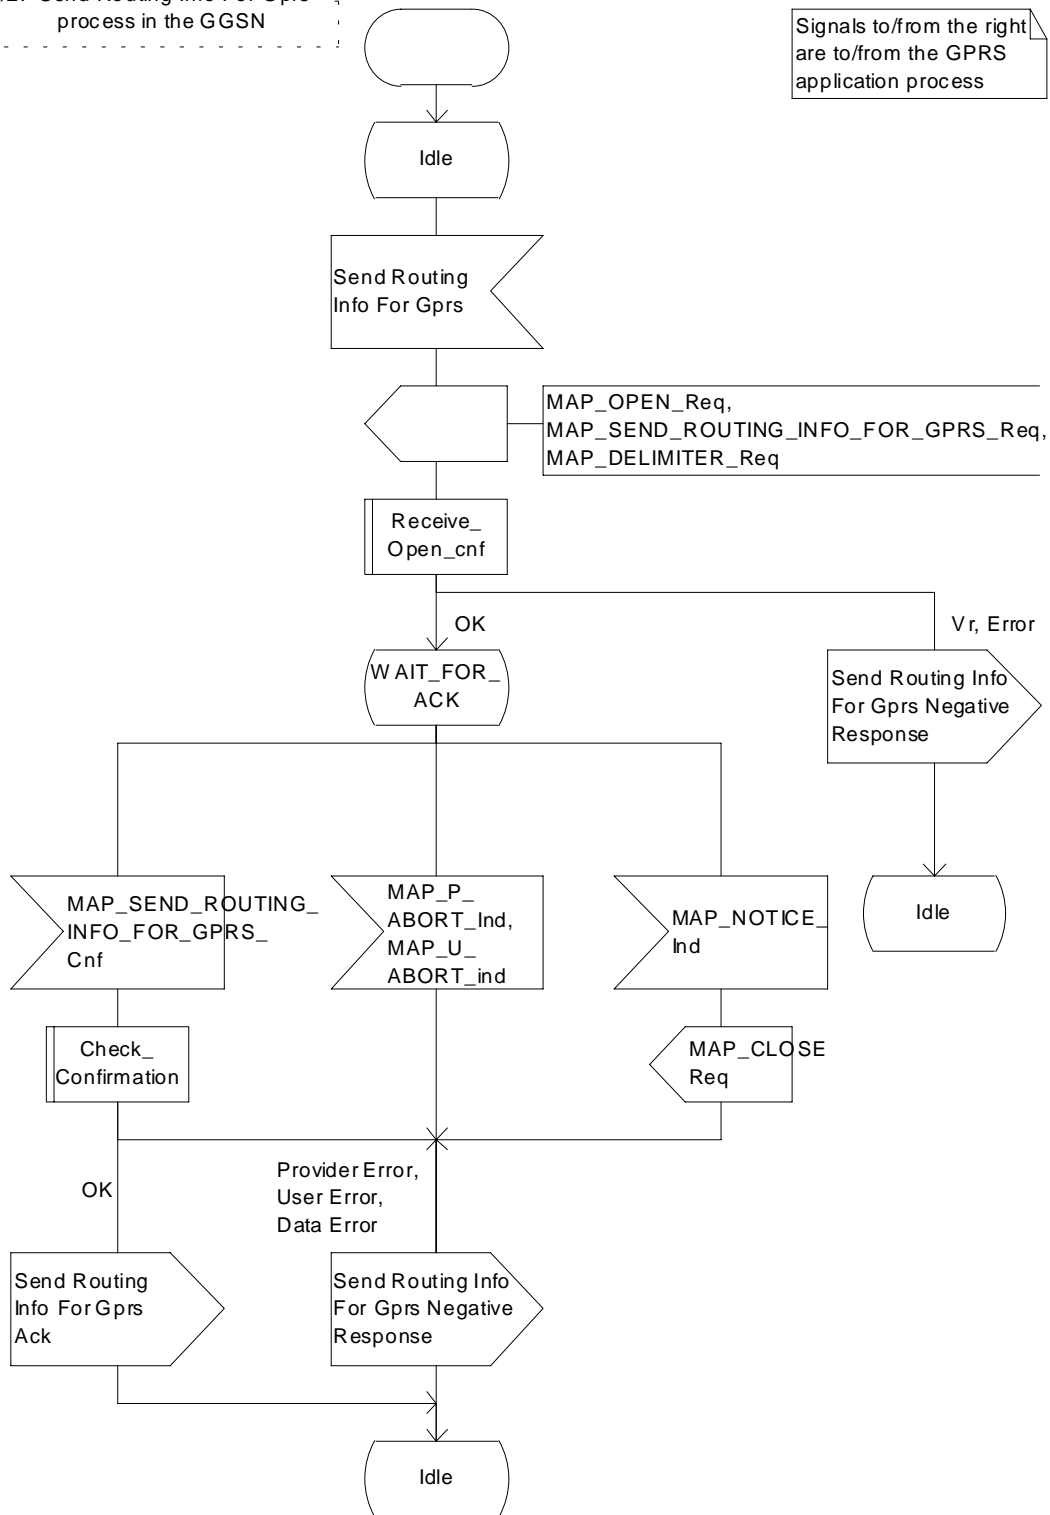 process in the GGSN
Signals to/from the right
are to/from the GPRS
application process
Idle
Send Routing
Info For Gprs
MAP_OPEN_Req,
MAP_SEND_ROUTING_INFO_FOR_GPRS_Req,
MAP_DELIMITER_Req
Receive_
Open_cnf
OK
Vr, Error
WAIT_FOR_
ACK
Send Routing Info
For Gprs Negative
Response
MAP_SEND_ROUTING_
INFO_FOR_GPRS_
Cnf
MAP_P_
ABORT_Ind,
MAP_U_
ABORT_ind
MAP_NOTICE_
Ind
Idle
Check_
Confirmation
MAP_CLOSE
Req
OK
Provider Error,
User Error,
Data Error
Send Routing
Info For Gprs
Ack
Send Routing Info
For Gprs Negative
Response
Idle